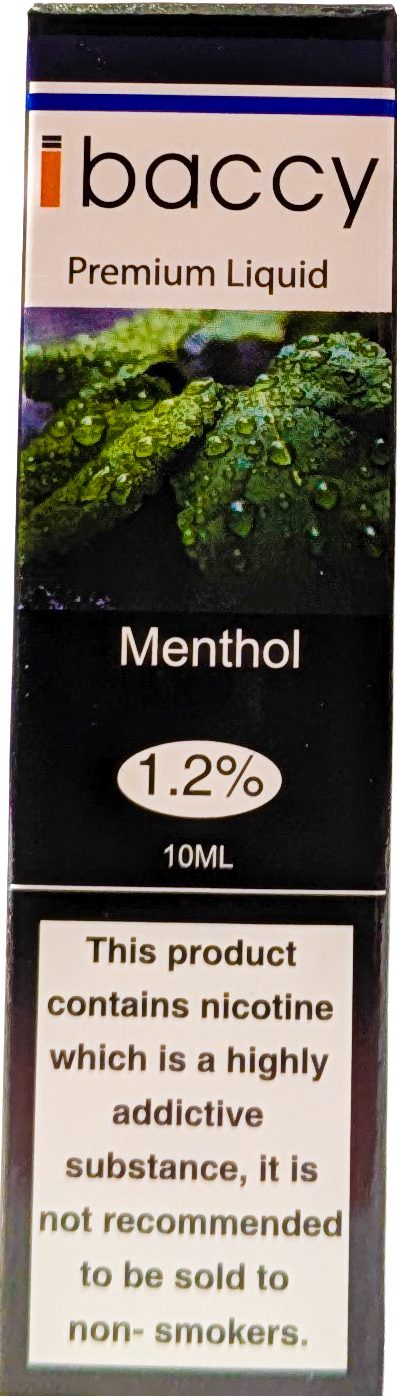 ibaccy
Premium Liquid
Menthol
1.2%
10ML
This product
contains nicotine
which is a highly
addictive
substance, it is
not recommended
to be sold to
non- smokers.